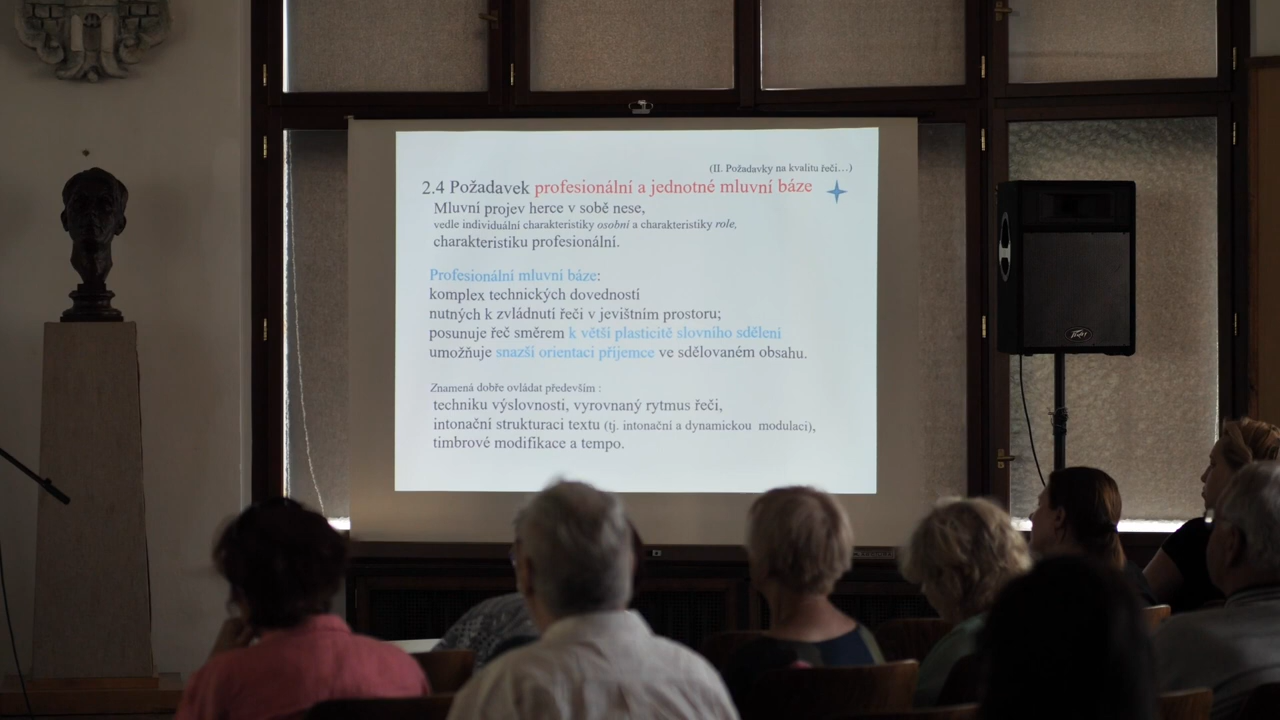 (II. Požadavky na kvalitu řeči…)
2.4 Požadavek profesionální a jednotné mluvní báze
Mluvní projev herce v sobě nese,
vedle individuální charakteristiky osobní a charakteristiky role,
charakteristiku profesionální.
Profesionální mluvní báze:
komplex technických dovedností
nutných k zvládnutí řeči v jevištním prostoru;
posunuje řeč směrem k větší plasticitě slovního sdělení
umožňuje snazší orientaci příjemce ve sdělovaném obsahu.
Znamená dobře ovládat především :
techniku výslovnosti, vyrovnaný rytmus řeči,
intonační strukturaci textu (tj. intonační a dynamickou modulaci),
timbrové modifikace a tempo.
Peavey